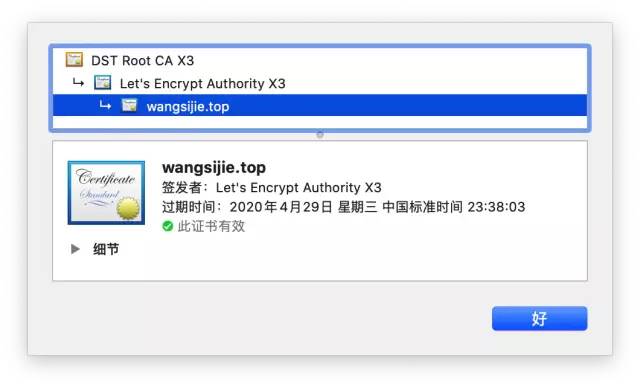 DST Root CA X3
Let's Encrypt Authority X3
wangsijie.top
Certificate
Standard
wangsijie.top
签发者：Let's Encrypt Authority X3
过期时间：2020年4月29日 星期三 中国标准时间 23:38:03
此证书有效
细节
好